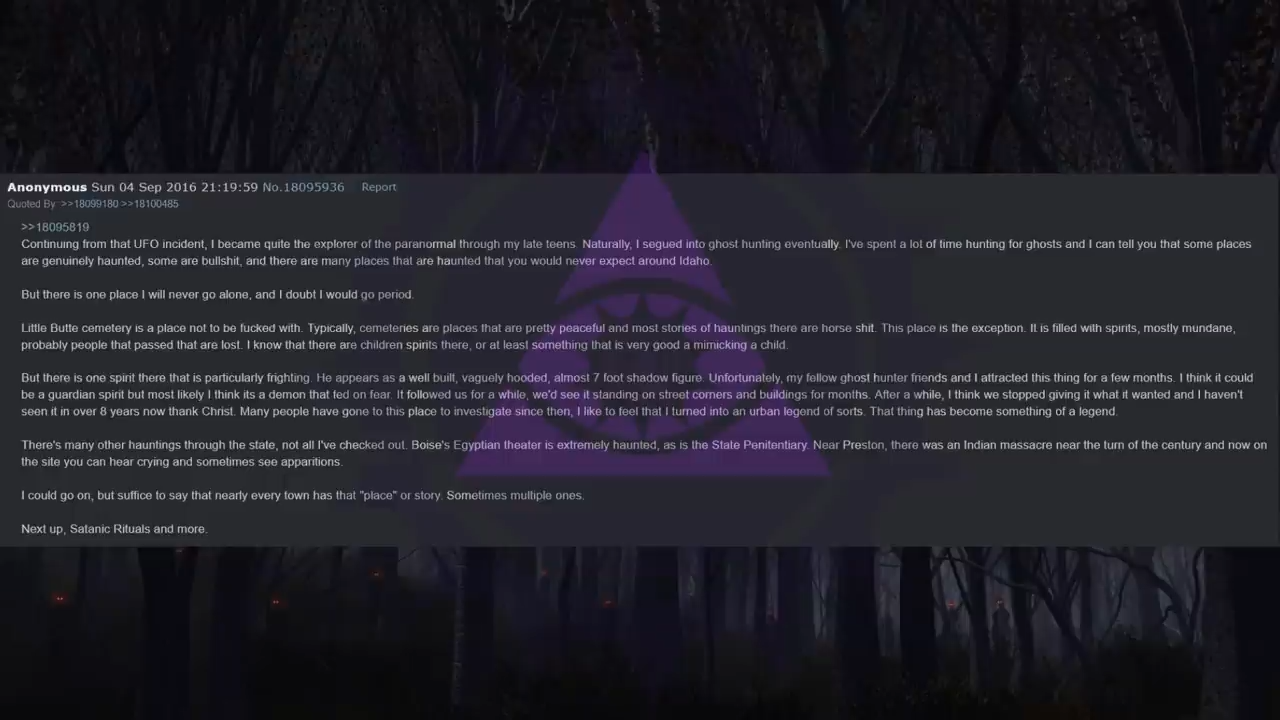 Anonymous Sun 04 Sep 2016 21:19:59 No.18095936 Report
Quoted By: >>18099180 >>18100485
>>18095819
Continuing from that UFO incident, I became quite the explorer of the paranormal through my late teens. Naturally, I segued into ghost hunting eventually. I've spent a lot of time hunting for ghosts and I can tell you that some places
are genuinely haunted, some are bullshit, and there are many places that are haunted that you would never expect around Idaho.
But there is one place I will never go alone, and I doubt I would go period.
Little Butte cemetery is a place not to be fucked with. Typically, cemeteries are places that are pretty peaceful and most stories of hauntings there are horse shit. This place is the exception. It is filled with spirits, mostly mundane,
probably people that passed that are lost. I know that there are children spirits there, or at least something that is very good a mimicking a child.
But there is one spirit there that is particularly frighting. He appears as a well built, vaguely hooded, almost 7 foot shadow figure. Unfortunately, my fellow ghost hunter friends and I attracted this thing for a few months. I think it could
be a guardian spirit but most likely I think its a demon that fed on fear. It followed us for a while, we'd see it standing on street corners and buildings for months. After a while, I think we stopped giving it what it wanted and I haven't
seen it in over 8 years now thank Christ. Many people have gone to this place to investigate since then, I like to feel that I turned into an urban legend of sorts. That thing has become something of a legend.
There's many other hauntings through the state, not all I've checked out. Boise's Egyptian theater is extremely haunted, as is the State Penitentiary. Near Preston, there was an Indian massacre near the turn of the century and now on
the site you can hear crying and sometimes see apparitions.
I could go on, but suffice to say that nearly every town has that "place" or story. Sometimes multiple ones.
Next up, Satanic Rituals and more.